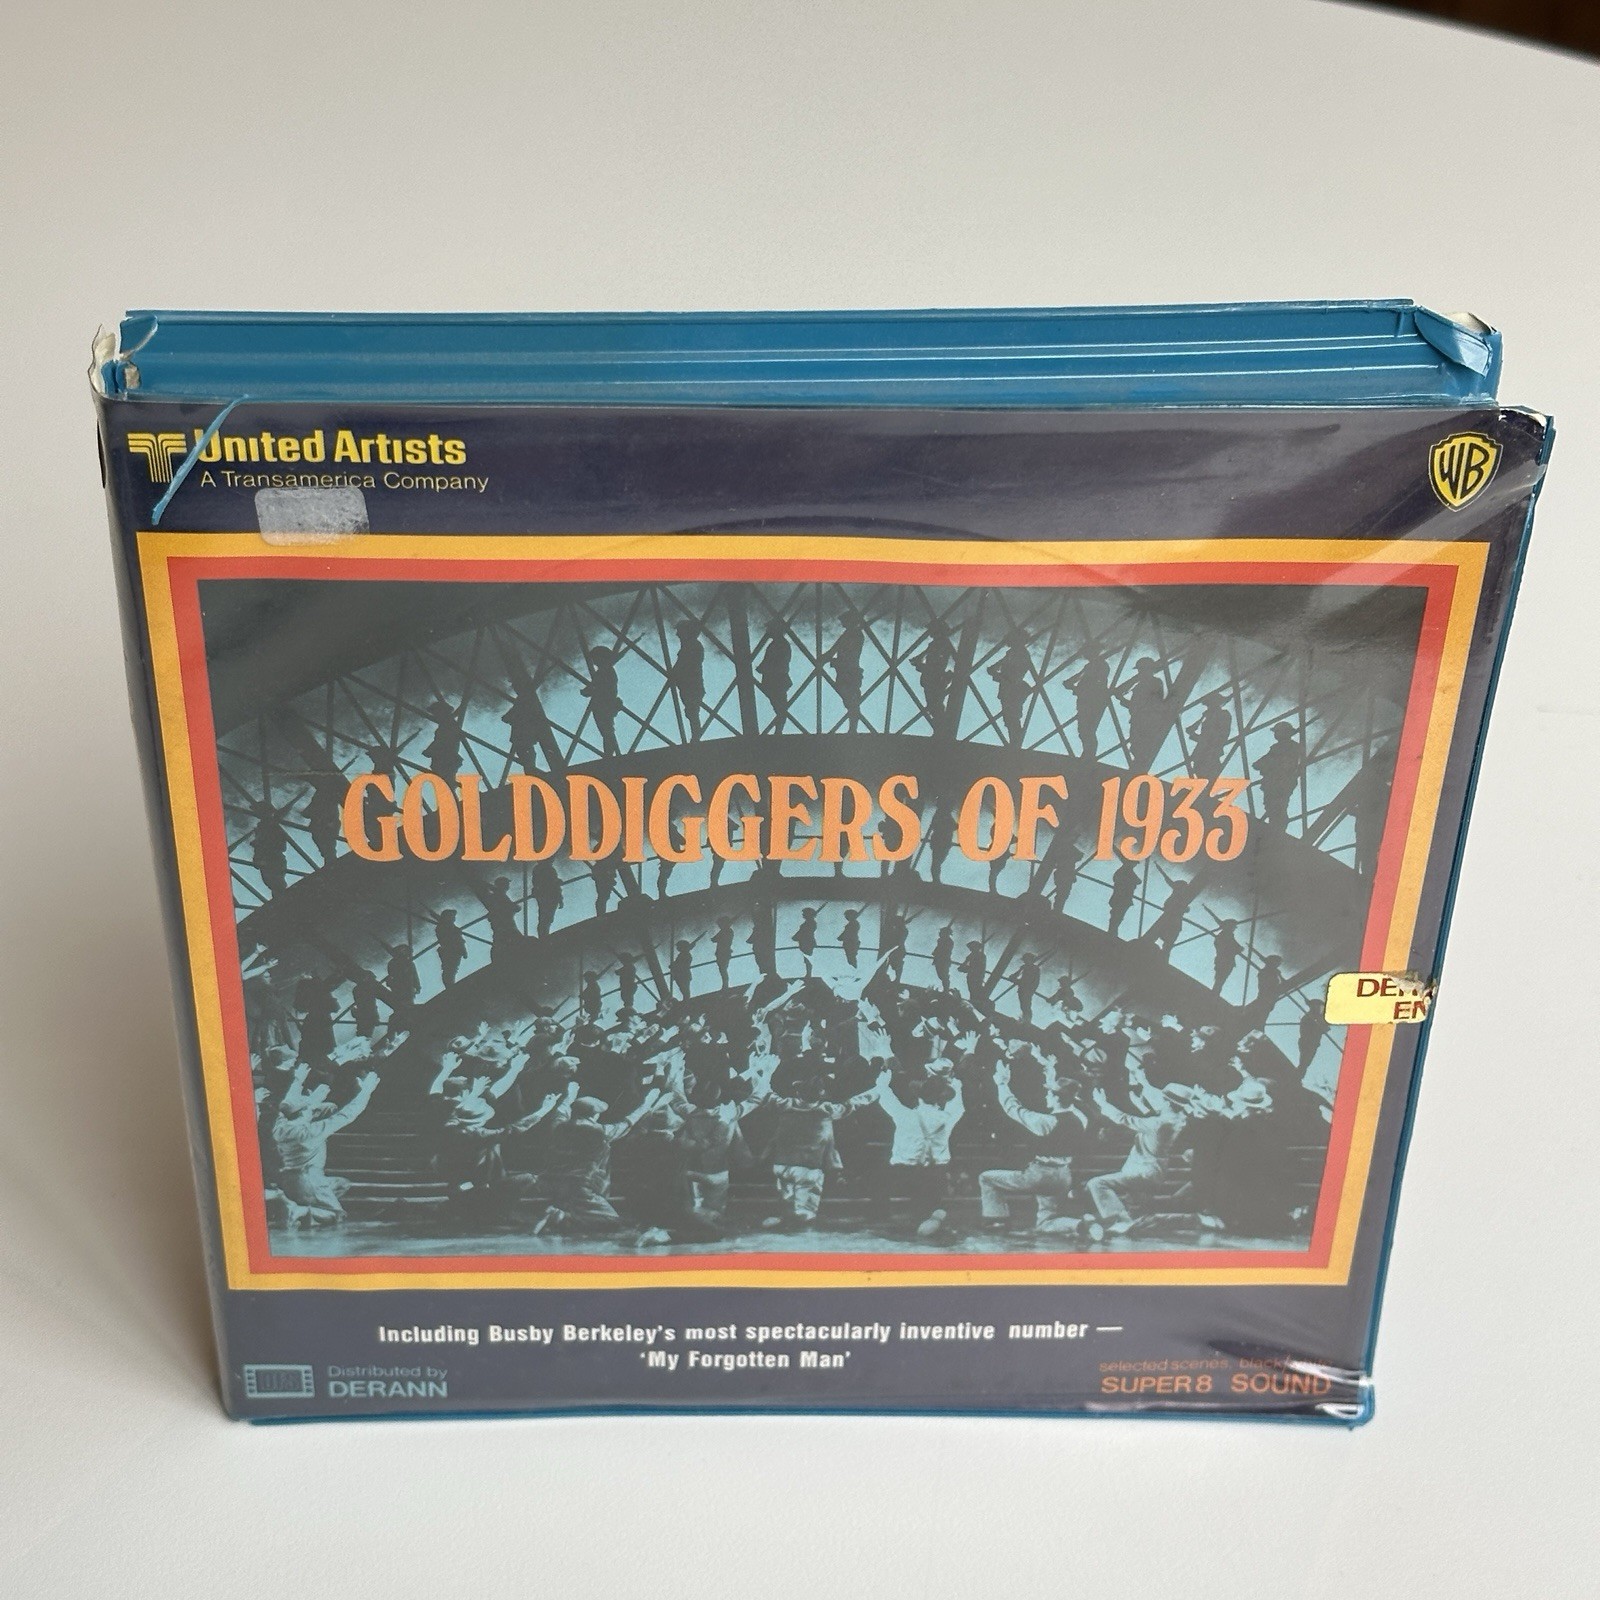 United Artists
A Transamerica Company
WB
GOLDDIGGERS OF 1933
EN
Including Busby Berkeley's most spectacularly inventive number —
'My Forgotten Man'
Distributed by
DERANN
selected scenes,
SUPER 8 SOUND